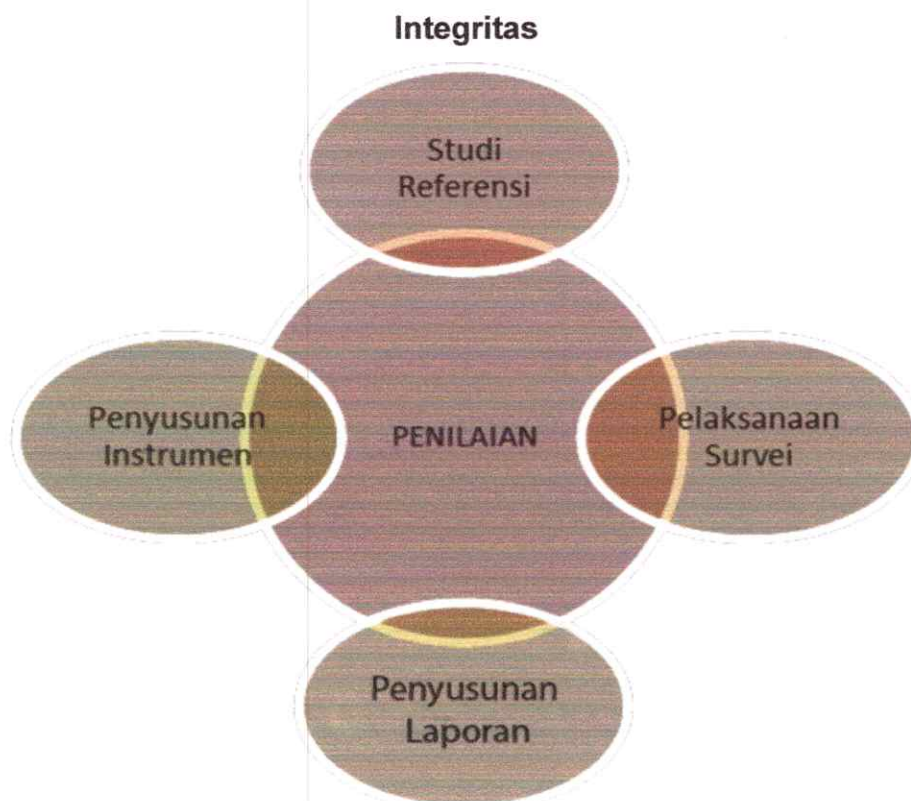 Integritas
Studi
Referensi
Penyusunan
Instrumen
PENILAIAN
Pelaksanaan
Survei
Penyusunan
Laporan